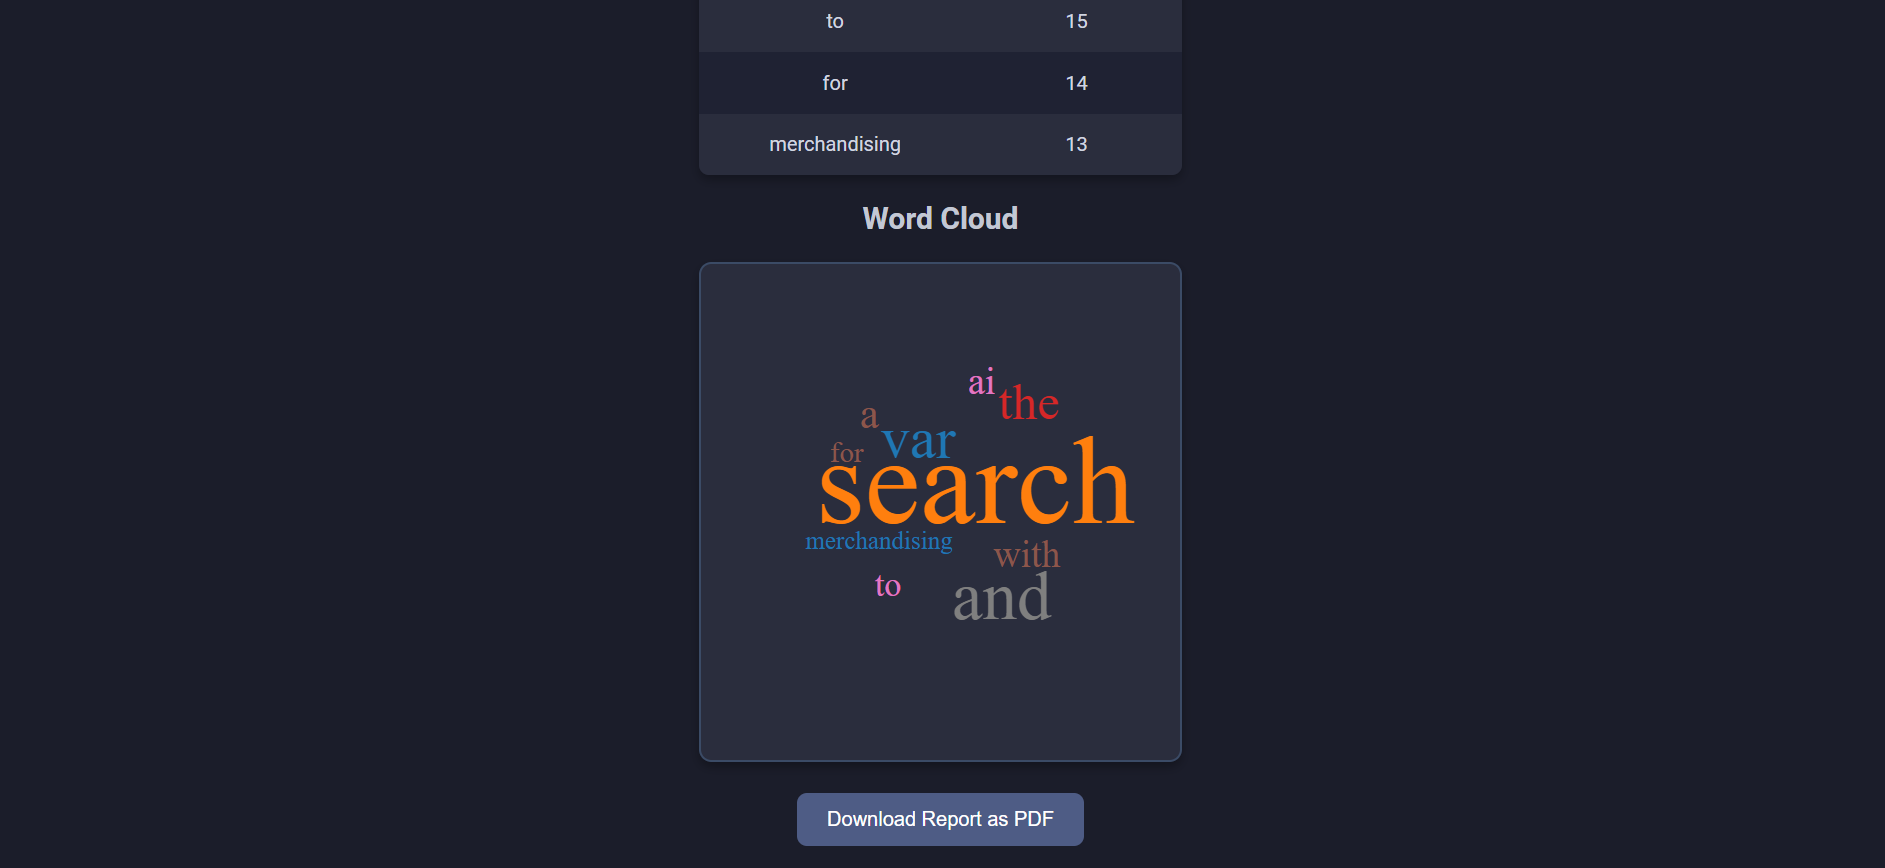 to 15
for 14
merchandising 13
Word Cloud
ai
the
a
var
for
search
merchandising
with
to
and
Download Report as PDF